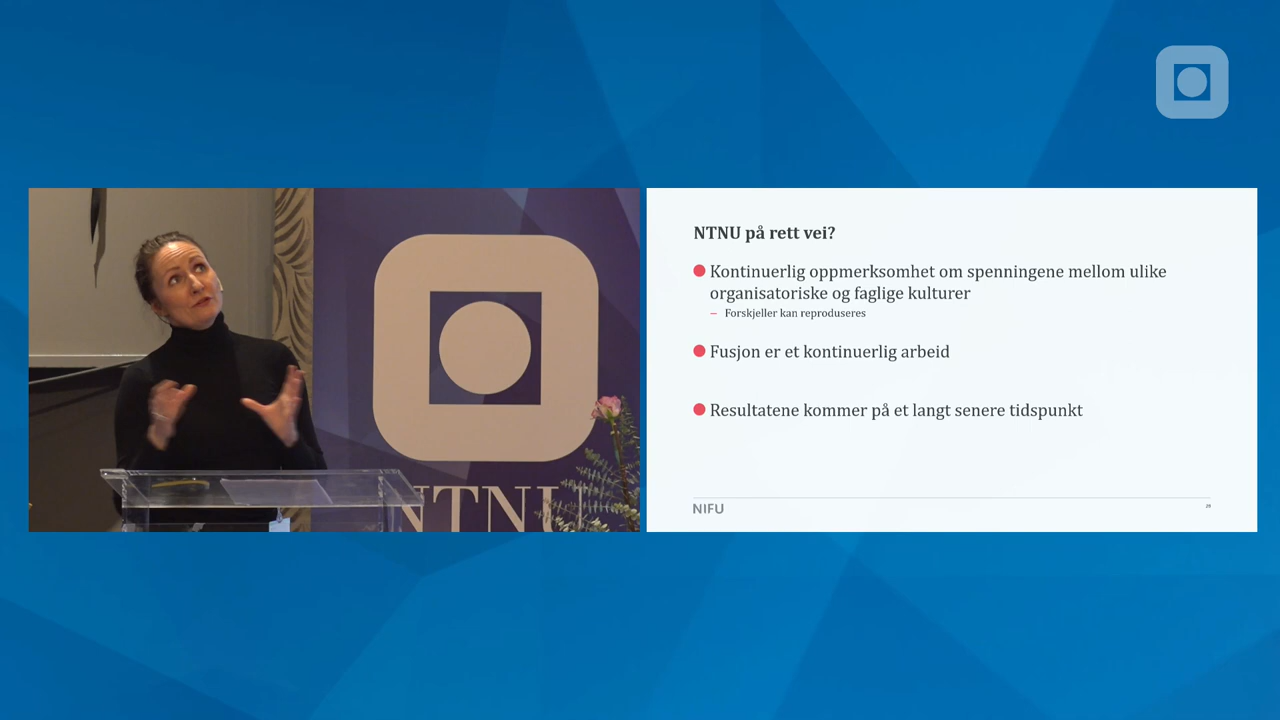 NTNU
NTNU på rett vei?
Kontinuerlig oppmerksomhet om spenningene mellom ulike
organisatoriske og faglige kulturer
– Forskjeller kan reproduseres
Fusjon er et kontinuerlig arbeid
Resultatene kommer på et langt senere tidspunkt
NIFU